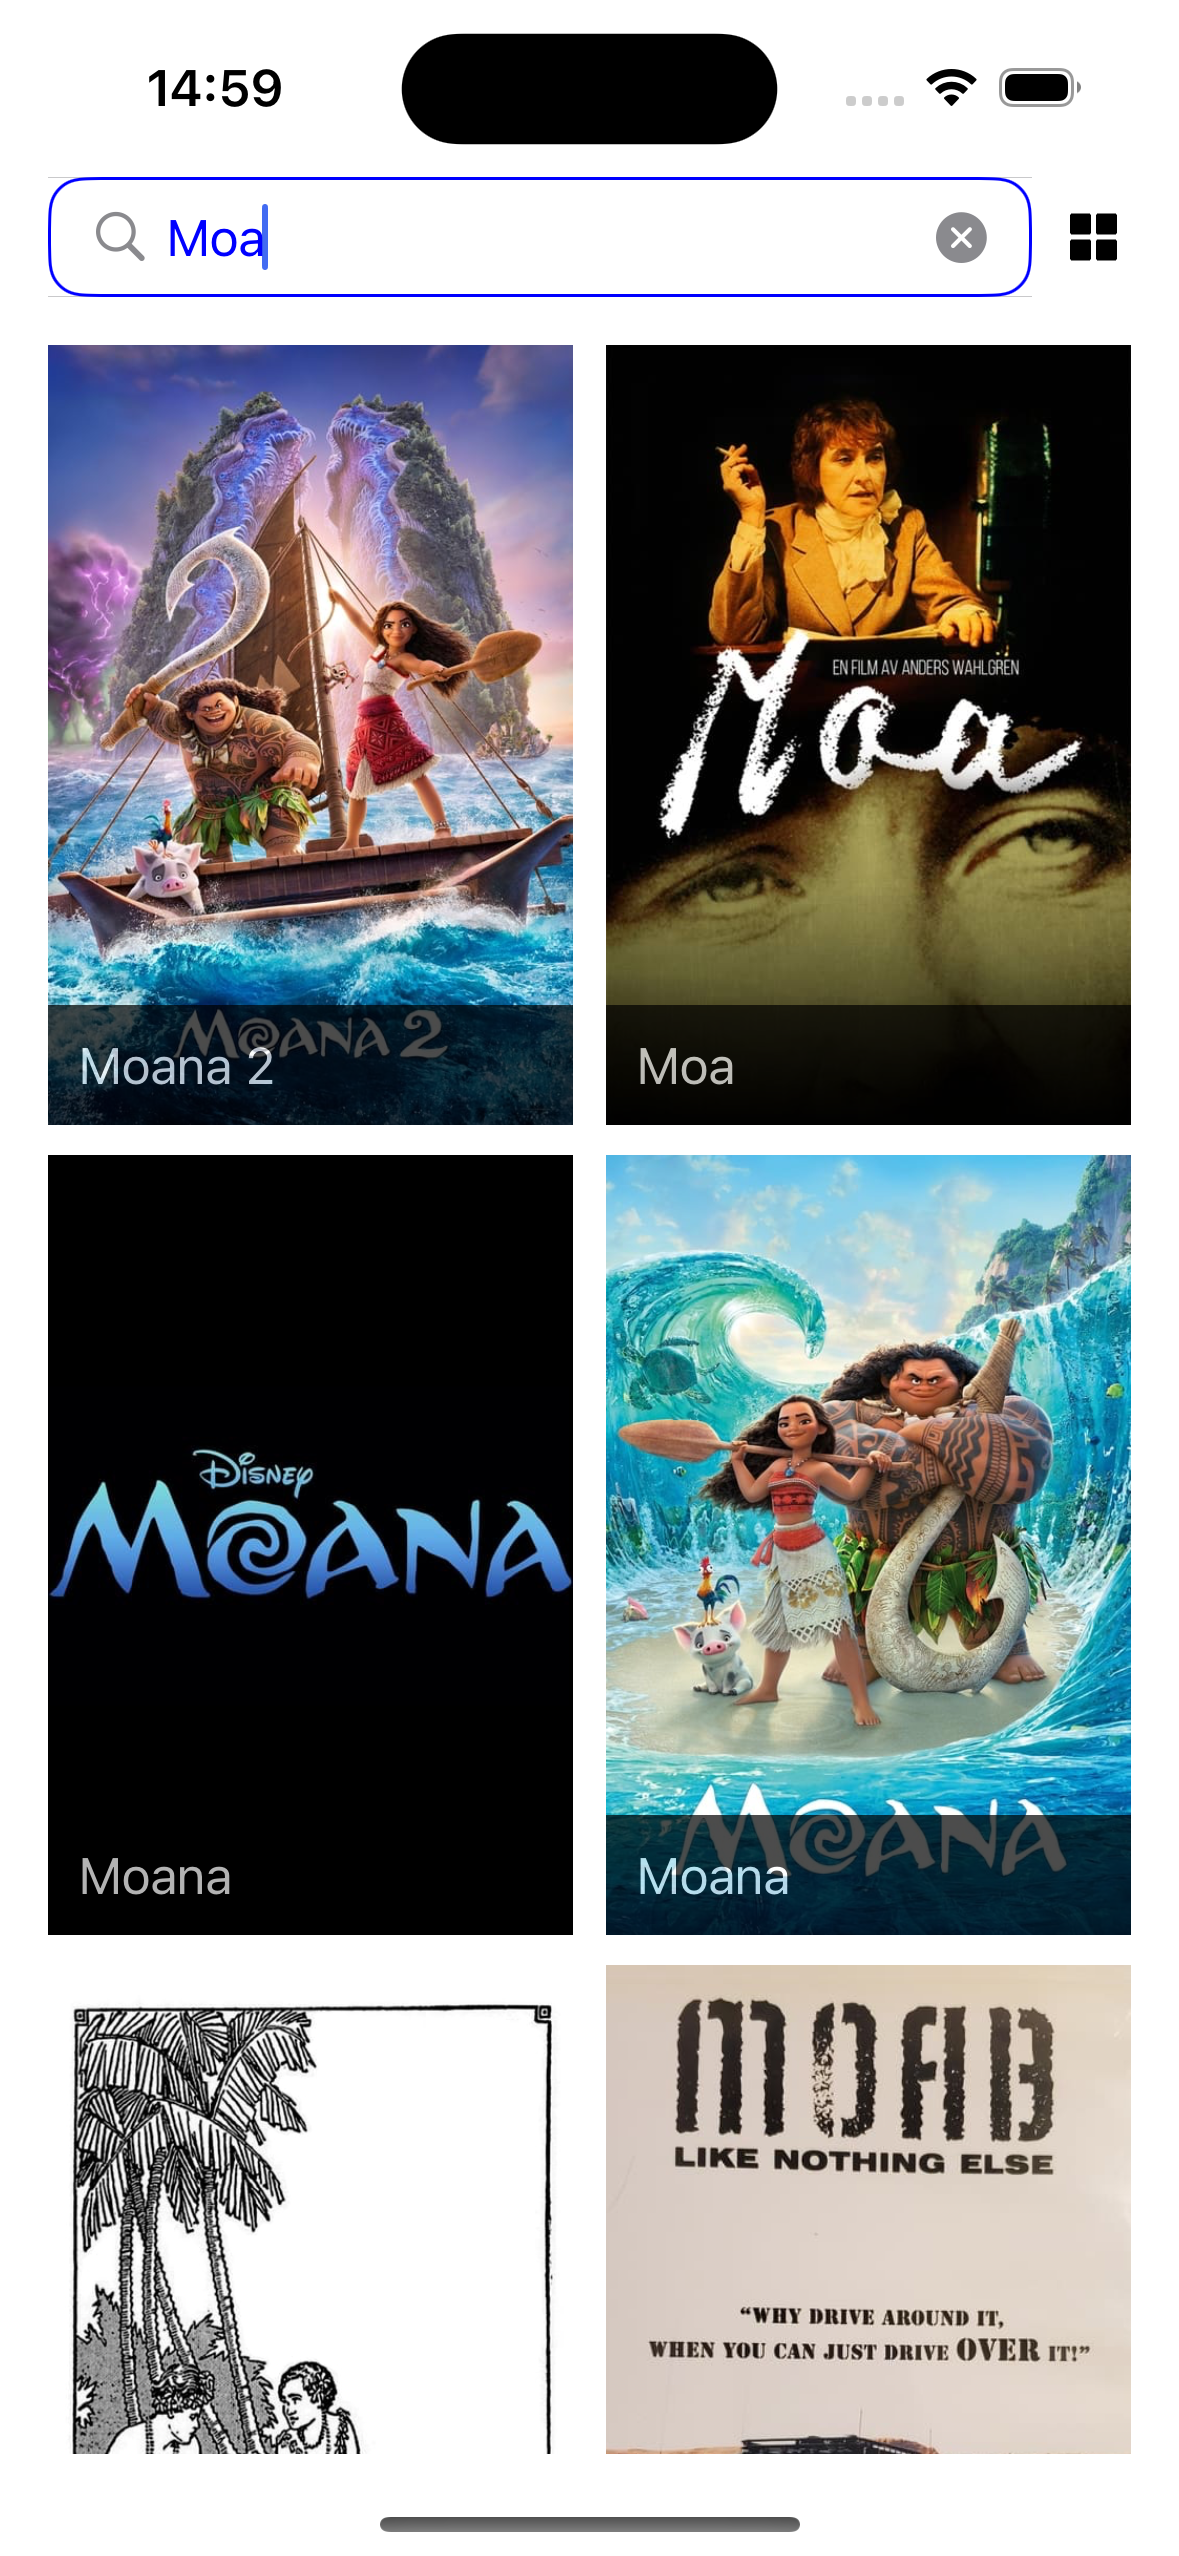 14:59
Moa
MOANA 2
Moana 2
EN FILM AV ANDERS WAHLGREN
Moa
Moa
Disney
MOANA
Moana
MOANA
Moana
MOAB
LIKE NOTHING ELSE
“WHY DRIVE AROUND IT,
WHEN YOU CAN JUST DRIVE OVER IT!”